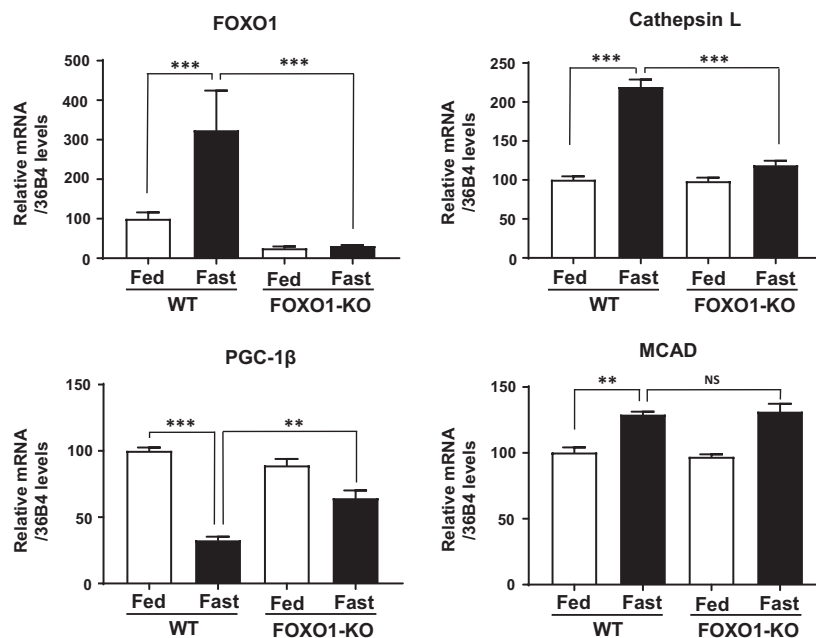 FOXO1
Relative mRNA
/36B4 levels
500
400
300
200
100
0
***
***
Fed
Fast
Fed
Fast
WT
FOXO1-KO
Cathepsin L
Relative mRNA
/36B4 levels
250
200
150
100
50
0
***
***
Fed
Fast
Fed
Fast
WT
FOXO1-KO
PGC-1β
Relative mRNA
/36B4 levels
150
100
50
0
***
**
Fed
Fast
Fed
Fast
WT
FOXO1-KO
MCAD
Relative mRNA
/36B4 levels
150
100
50
0
**
NS
Fed
Fast
Fed
Fast
WT
FOXO1-KO